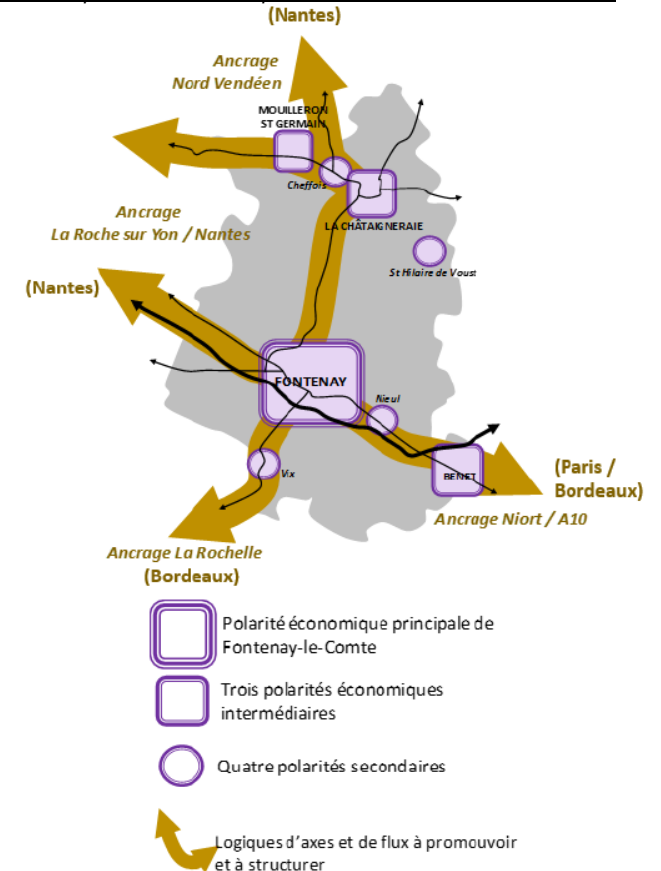 (Nantes)
Ancrage
Nord Vendéen
MOUILLERON
ST GERMAIN
Cheffois
LA CHÂTAIGNERAIE
Ancrage
La Roche sur Yon / Nantes
St Hilaire de Voust
(Nantes)
FONTENAY
Nieul
Vix
BENET
(Paris /
Bordeaux)
Ancrage Niort / A10
Ancrage La Rochelle
(Bordeaux)
Polarité économique principale de
Fontenay-le-Comte
Trois polarités économiques
intermédiaires
Quatre polarités secondaires
Logiques d'axes et de flux à promouvoir
et à structurer